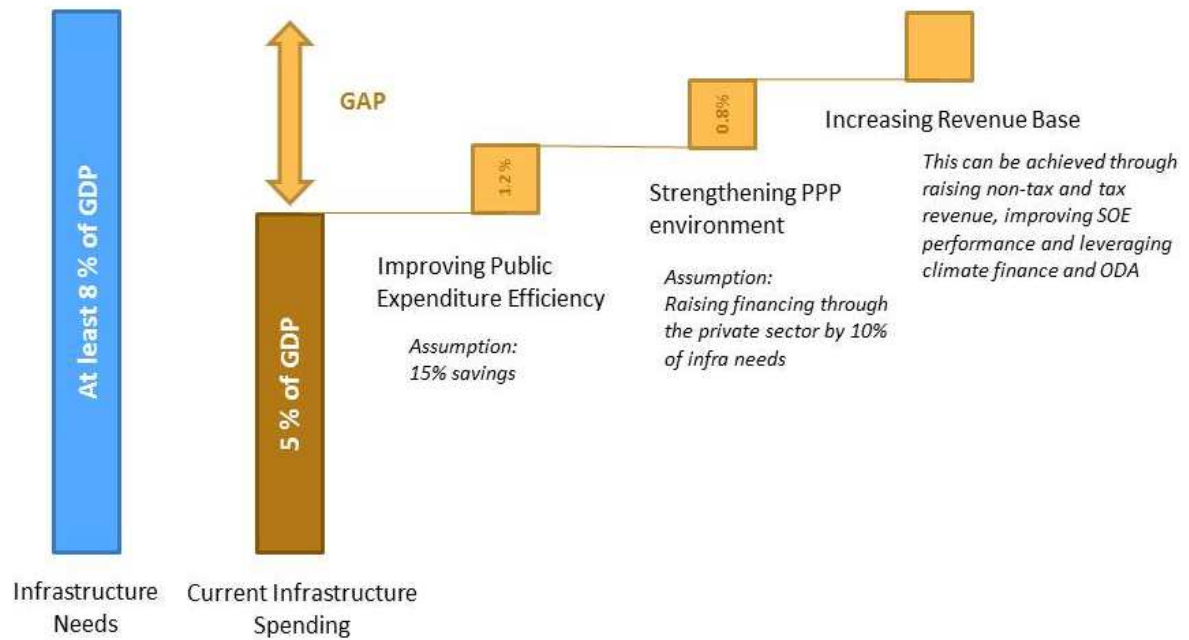 At least 8 % of GDP
Infrastructure
Needs
GAP
5 % of GDP
Current Infrastructure
Spending
1.2 %
Improving Public
Expenditure Efficiency
Assumption:
15% savings
0.8%
Strengthening PPP
environment
Assumption:
Raising financing through
the private sector by 10%
of infra needs
Increasing Revenue Base
This can be achieved through
raising non-tax and tax
revenue, improving SOE
performance and leveraging
climate finance and ODA